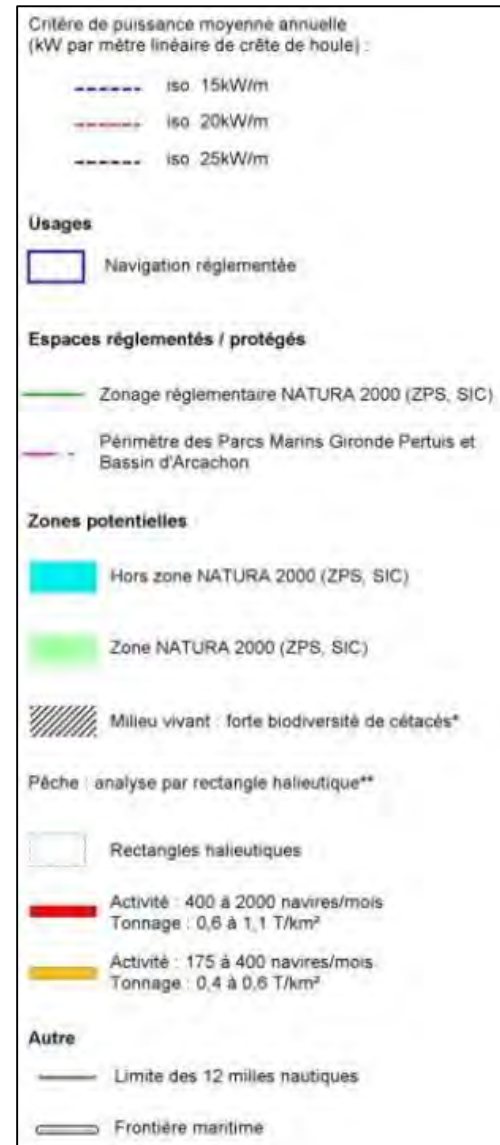 Critère de puissance moyenne annuelle
(kW par mètre linéaire de crête de houle) :
iso 15kW/m
iso 20kW/m
iso 25kW/m
Usages
Navigation réglementée
Espaces réglementés / protégés
Zonage réglementaire NATURA 2000 (ZPS, SIC)
Périmètre des Parcs Marins Gironde Pertuis et
Bassin d'Arcachon
Zones potentielles
Hors zone NATURA 2000 (ZPS, SIC)
Zone NATURA 2000 (ZPS, SIC)
Milieu vivant : forte biodiversité de cétacés*
Pêche : analyse par rectangle halieutique**
Rectangles halieutiques
Activité : 400 à 2000 navires/mois
Tonnage : 0,6 à 1,1 T/km²
Activité : 175 à 400 navires/mois
Tonnage : 0,4 à 0,6 T/km²
Autre
Limite des 12 milles nautiques
Frontière maritime